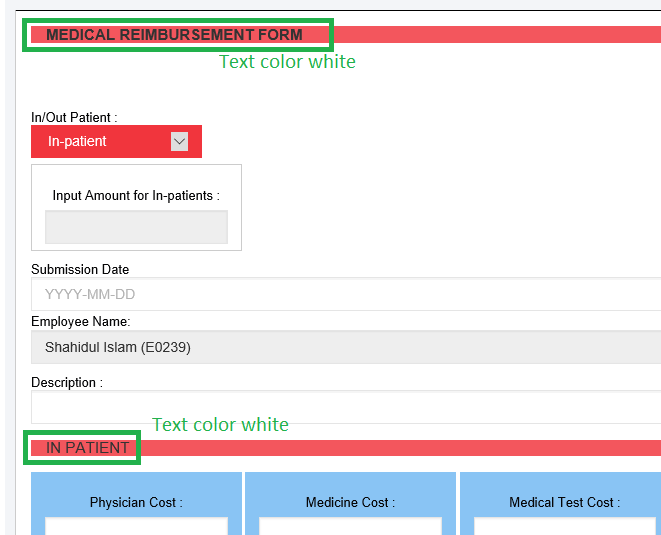 MEDICAL REIMBURSEMENT FORM
Text color white
In/Out Patient :
In-patient
Input Amount for In-patients :
Submission Date
YYYY-MM-DD
Employee Name:
Shahidul Islam (E0239)
Description :
Text color white
IN PATIENT
Physician Cost :
Medicine Cost :
Medical Test Cost :